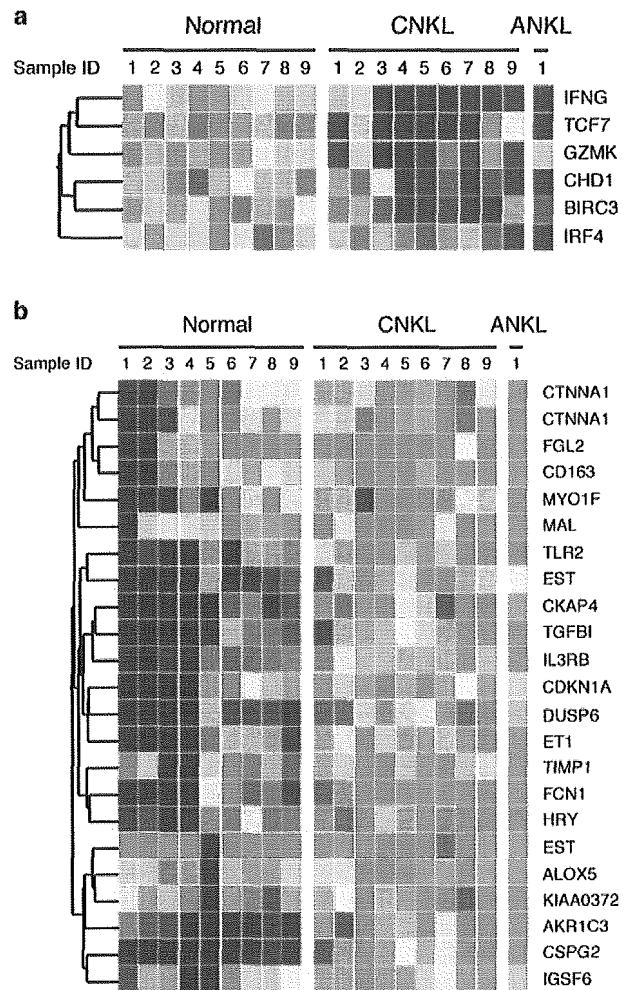 a
Normal CNKL ANKL
Sample ID 1 2 3 4 5 6 7 8 9 1 2 3 4 5 6 7 8 9 1
IFNG
TCF7
GZMK
CHD1
BIRC3
IRF4
b
Normal CNKL ANKL
Sample ID 1 2 3 4 5 6 7 8 9 1 2 3 4 5 6 7 8 9 1
CTNNA1
CTNNA1
FGL2
CD163
MYO1F
MAL
TLR2
EST
CKAP4
TGFBI
IL3RB
CDKN1A
DUSP6
ET1
TIMP1
FCN1
HRY
EST
ALOX5
KIAA0372
AKR1C3
CSPG2
IGSF6